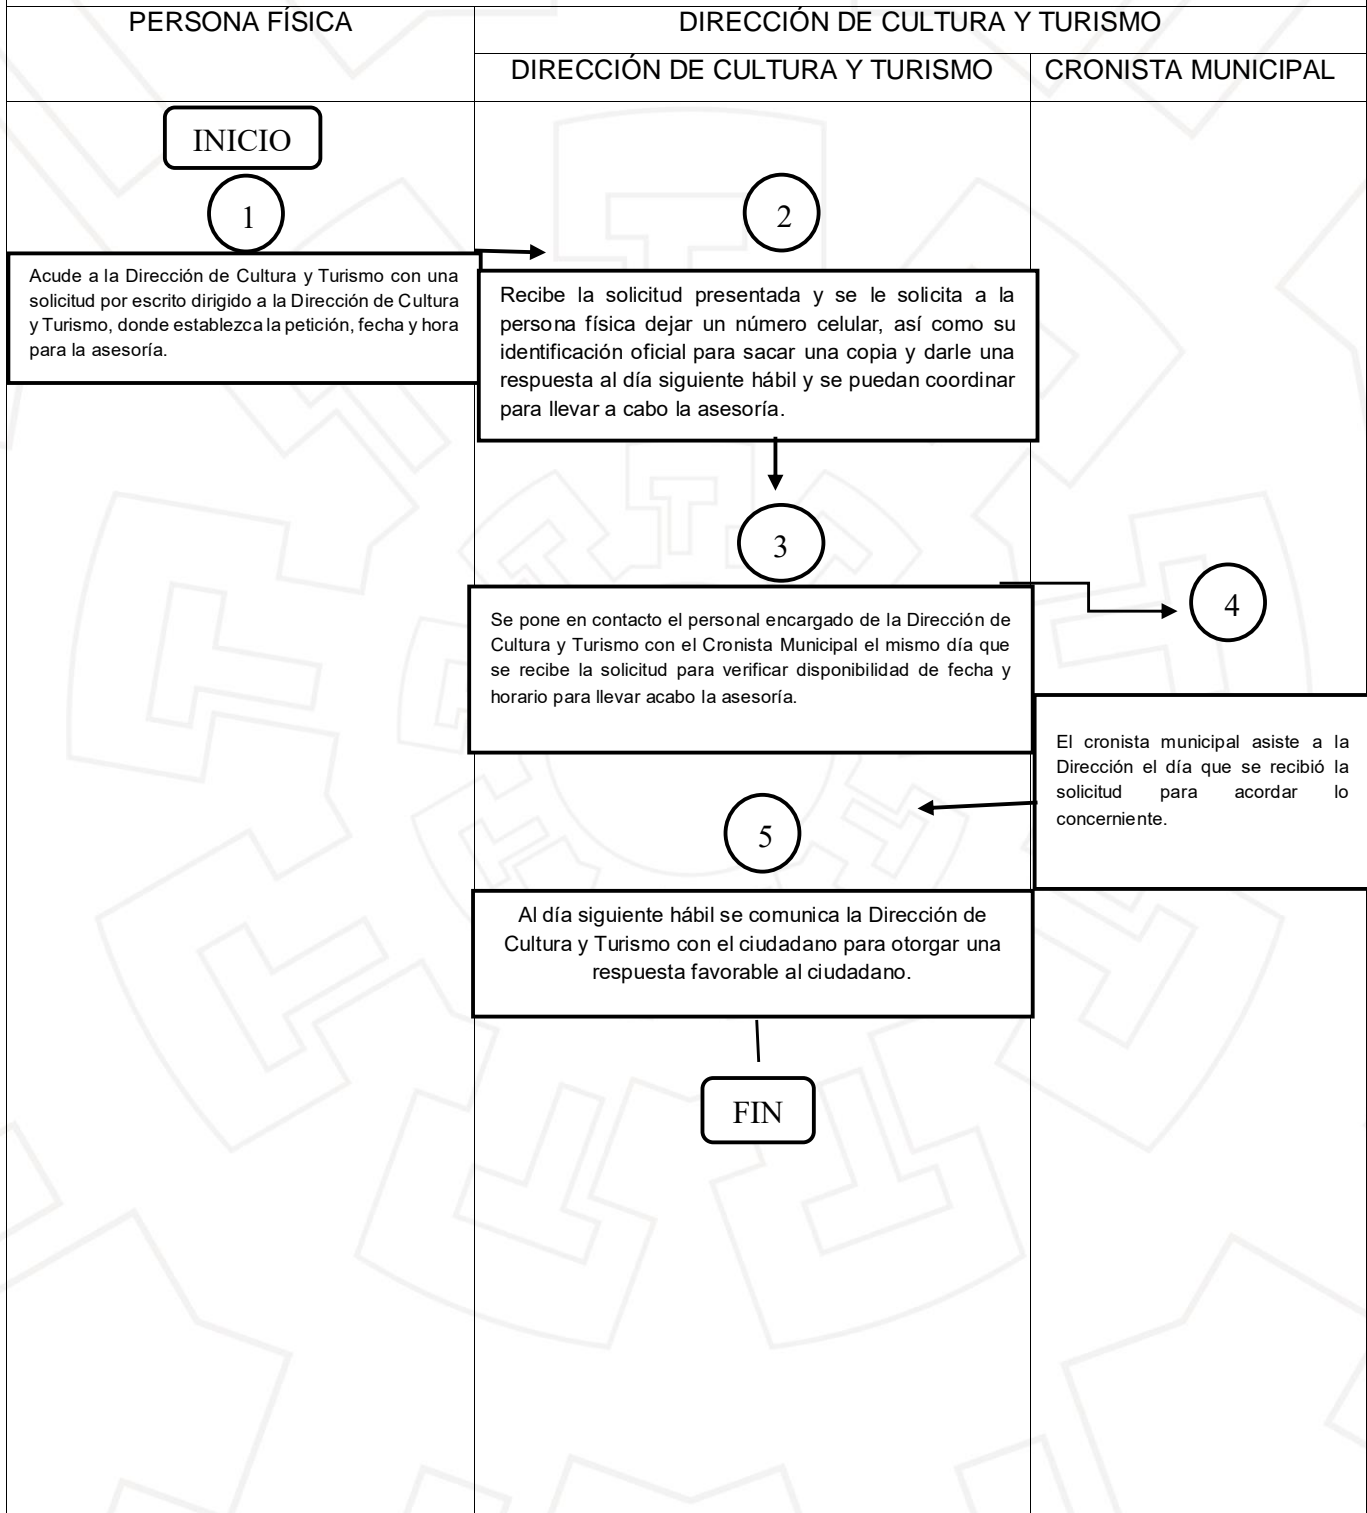 PERSONA FÍSICA
DIRECCIÓN DE CULTURA Y TURISMO
DIRECCIÓN DE CULTURA Y TURISMO
CRONISTA MUNICIPAL
INICIO
1
Acude a la Dirección de Cultura y Turismo con una
solicitud por escrito dirigido a la Dirección de Cultura
y Turismo, donde establezca la petición, fecha y hora
para la asesoría.
2
Recibe la solicitud presentada y se le solicita a la
persona física dejar un número celular, así como su
identificación oficial para sacar una copia y darle una
respuesta al día siguiente hábil y se puedan coordinar
para llevar a cabo la asesoría.
3
Se pone en contacto el personal encargado de la Dirección de
Cultura y Turismo con el Cronista Municipal el mismo día que
se recibe la solicitud para verificar disponibilidad de fecha y
horario para llevar acabo la asesoría.
4
El cronista municipal asiste a la
Dirección el día que se recibió la
solicitud para acordar lo
concerniente.
5
Al día siguiente hábil se comunica la Dirección de
Cultura y Turismo con el ciudadano para otorgar una
respuesta favorable al ciudadano.
FIN